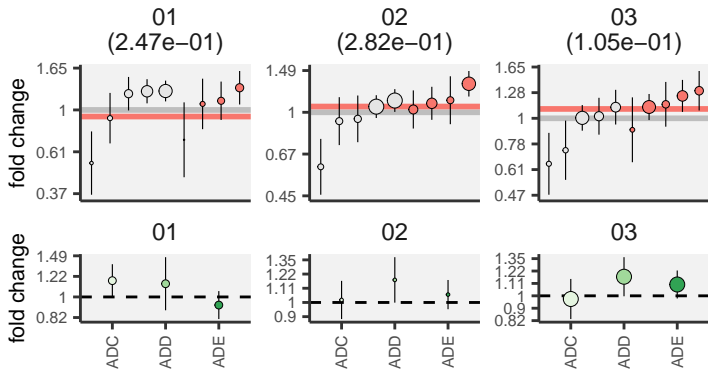 01
(2.47e−01)
02
(2.82e−01)
03
(1.05e−01)
fold change
1.65
1
0.61
0.37
1.49
1
0.67
0.45
1.65
1.28
1
0.78
0.61
0.47
01
02
03
fold change
1.49
1.22
1
0.82
1.35
1.22
1.11
1
0.9
1.35
1.22
1.11
1
0.9
0.82
ADC
ADD
ADE
ADC
ADD
ADE
ADC
ADD
ADE